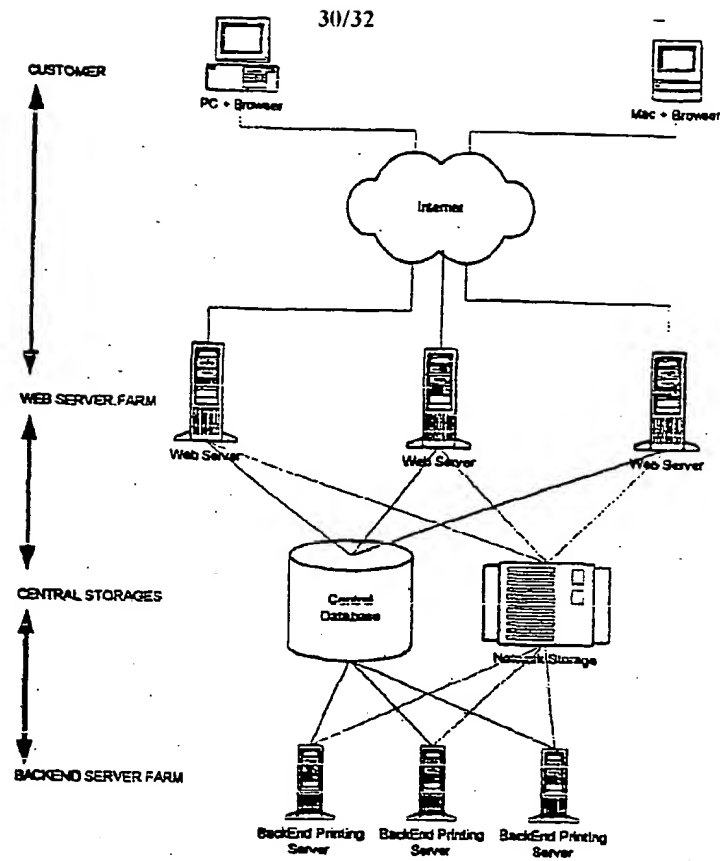 30/32
CUSTOMER
PC + Browser
Mac + Browser
Internet
WEB SERVER FARM
Web Server
Web Server
Web Server
CENTRAL STORAGES
Central
Database
Network Storage
BACKEND SERVER FARM
BackEnd Printing
Server
BackEnd Printing
Server
BackEnd Printing
Server